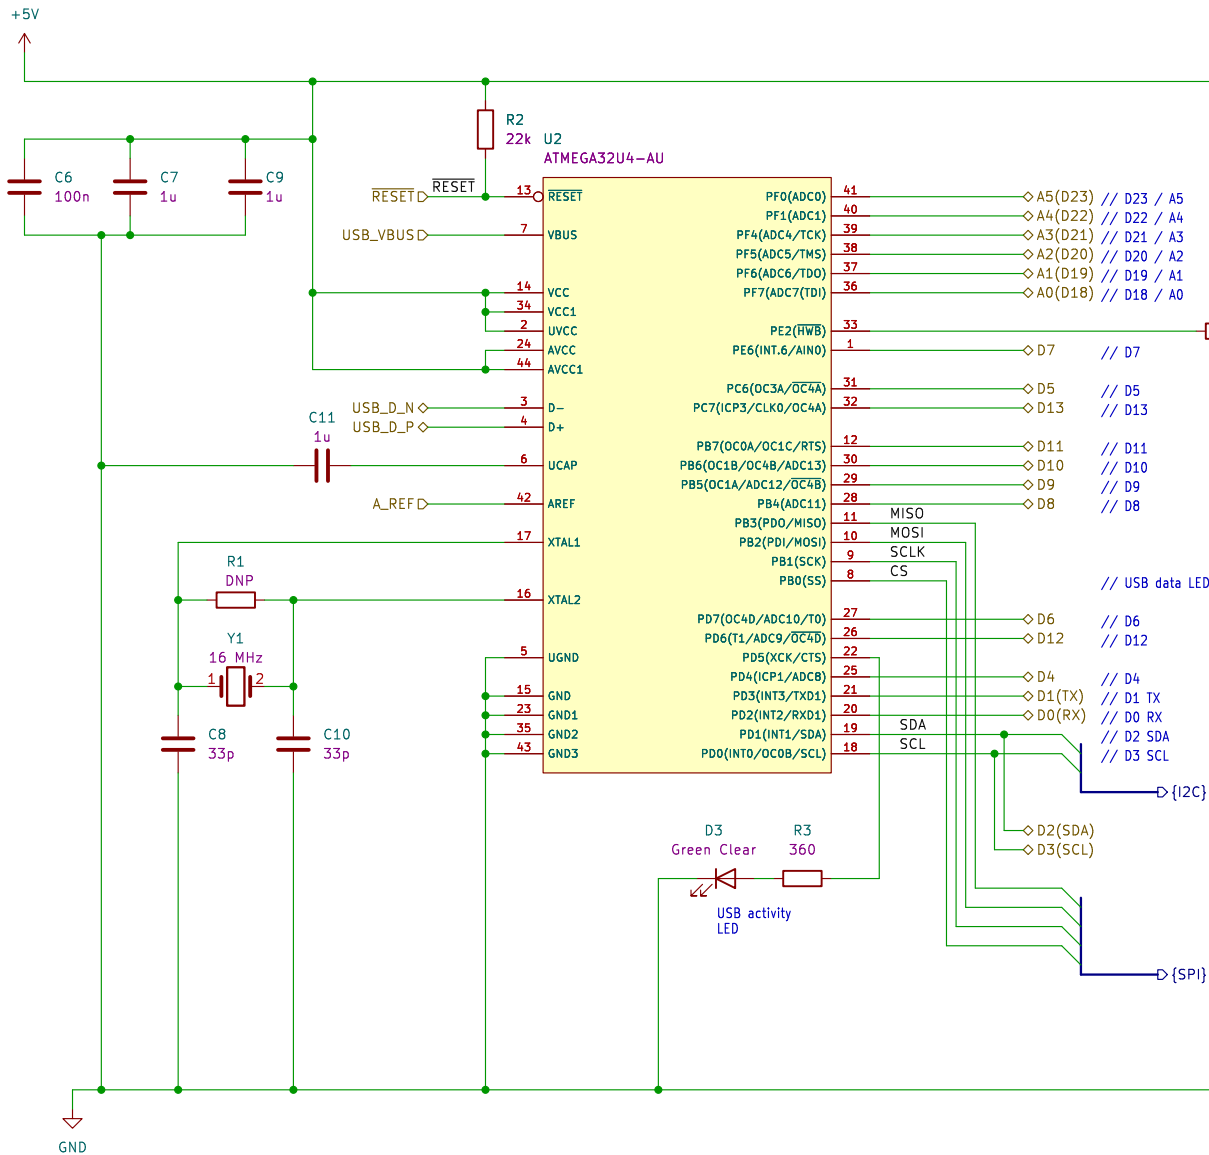 +5V
R2
22k
U2
ATMEGA32U4-AU
C6
100n
C7
1u
C9
1u
RESET
RESET
13
RESET
USB_VBUS
7
VBUS
14
VCC
34
VCC1
2
UVCC
24
AVCC
44
AVCC1
USB_D_N
3
D-
USB_D_P
4
D+
C11
1u
6
UCAP
A_REF
42
AREF
17
XTAL1
R1
DNP
16
XTAL2
Y1
16 MHz
1
2
5
UGND
15
GND
23
GND1
35
GND2
43
GND3
C8
33p
C10
33p
PF0(ADC0)
41
A5(D23)
// D23 / A5
PF1(ADC1)
40
A4(D22)
// D22 / A4
PF4(ADC4/TCK)
39
A3(D21)
// D21 / A3
PF5(ADC5/TMS)
38
A2(D20)
// D20 / A2
PF6(ADC6/TDO)
37
A1(D19)
// D19 / A1
PF7(ADC7(TDI)
36
A0(D18)
// D18 / A0
PE2(HWB)
33
PE6(INT.6/AIN0)
1
D7
// D7
PC6(OC3A/OC4A)
31
D5
// D5
PC7(ICP3/CLK0/OC4A)
32
D13
// D13
PB7(OC0A/OC1C/RTS)
12
D11
// D11
PB6(OC1B/OC4B/ADC13)
30
D10
// D10
PB5(OC1A/ADC12/OC4B)
29
D9
// D9
PB4(ADC11)
28
D8
// D8
PB3(PDO/MISO)
11
MISO
PB2(PDI/MOSI)
10
MOSI
PB1(SCK)
9
SCLK
PB0(SS)
8
CS
// USB data LED
PD7(OC4D/ADC10/T0)
27
D6
// D6
PD6(T1/ADC9/OC4D)
26
D12
// D12
PD5(XCK/CTS)
22
PD4(ICP1/ADC8)
25
D4
// D4
PD3(INT3/TXD1)
21
D1(TX)
// D1 TX
PD2(INT2/RXD1)
20
D0(RX)
// D0 RX
PD1(INT1/SDA)
19
SDA
// D2 SDA
PD0(INT0/OC0B/SCL)
18
SCL
// D3 SCL
{I2C}
D2(SDA)
D3(SCL)
D3
Green Clear
R3
360
USB activity
LED
{SPI}
GND